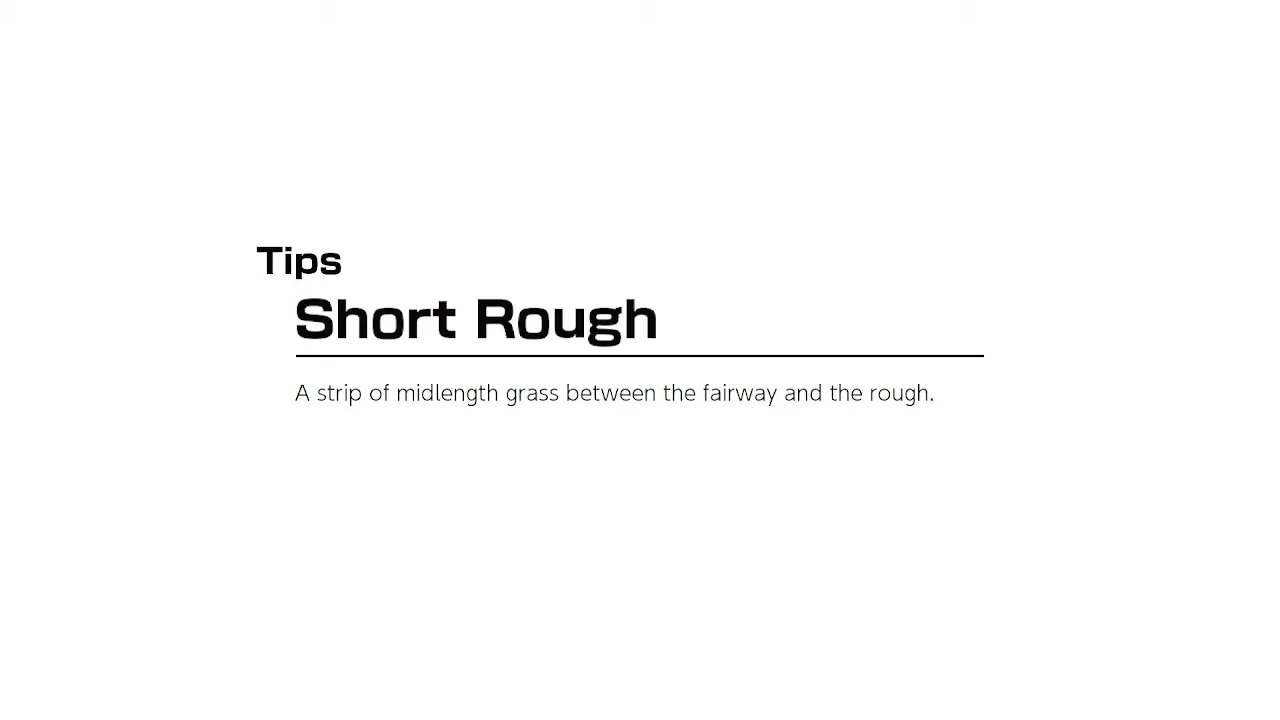 Tips
Short Rough
A strip of midlength grass between the fairway and the rough.